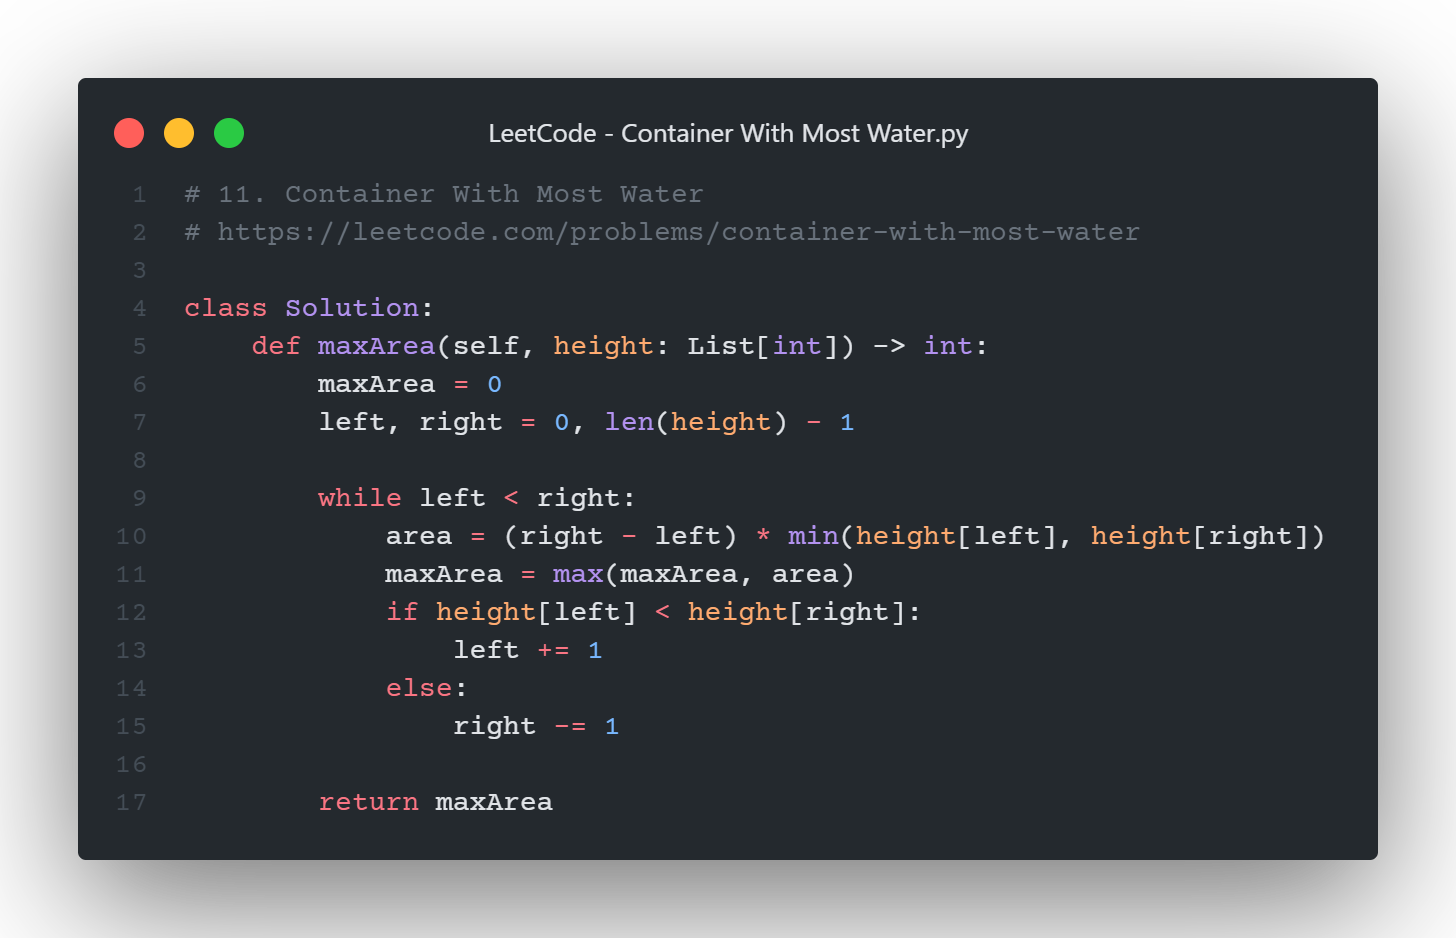 LeetCode - Container With Most Water.py
1 # 11. Container With Most Water
2 # https://leetcode.com/problems/container-with-most-water
3
4 class Solution:
5     def maxArea(self, height: List[int]) -> int:
6         maxArea = 0
7         left, right = 0, len(height) - 1
8
9         while left < right:
10             area = (right - left) * min(height[left], height[right])
11             maxArea = max(maxArea, area)
12             if height[left] < height[right]:
13                 left += 1
14             else:
15                 right -= 1
16
17         return maxArea